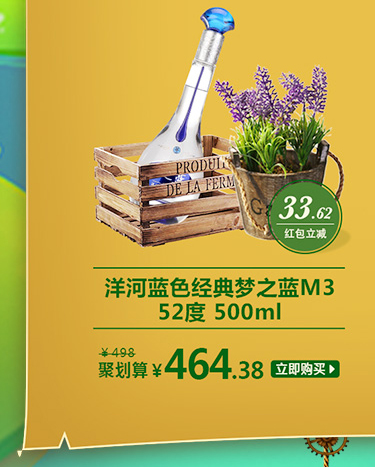 PRODUI
DE LA FERM
G
33.62
红包立减
洋河蓝色经典梦之蓝M3
52度 500ml
￥498
聚划算￥464.38
立即购买